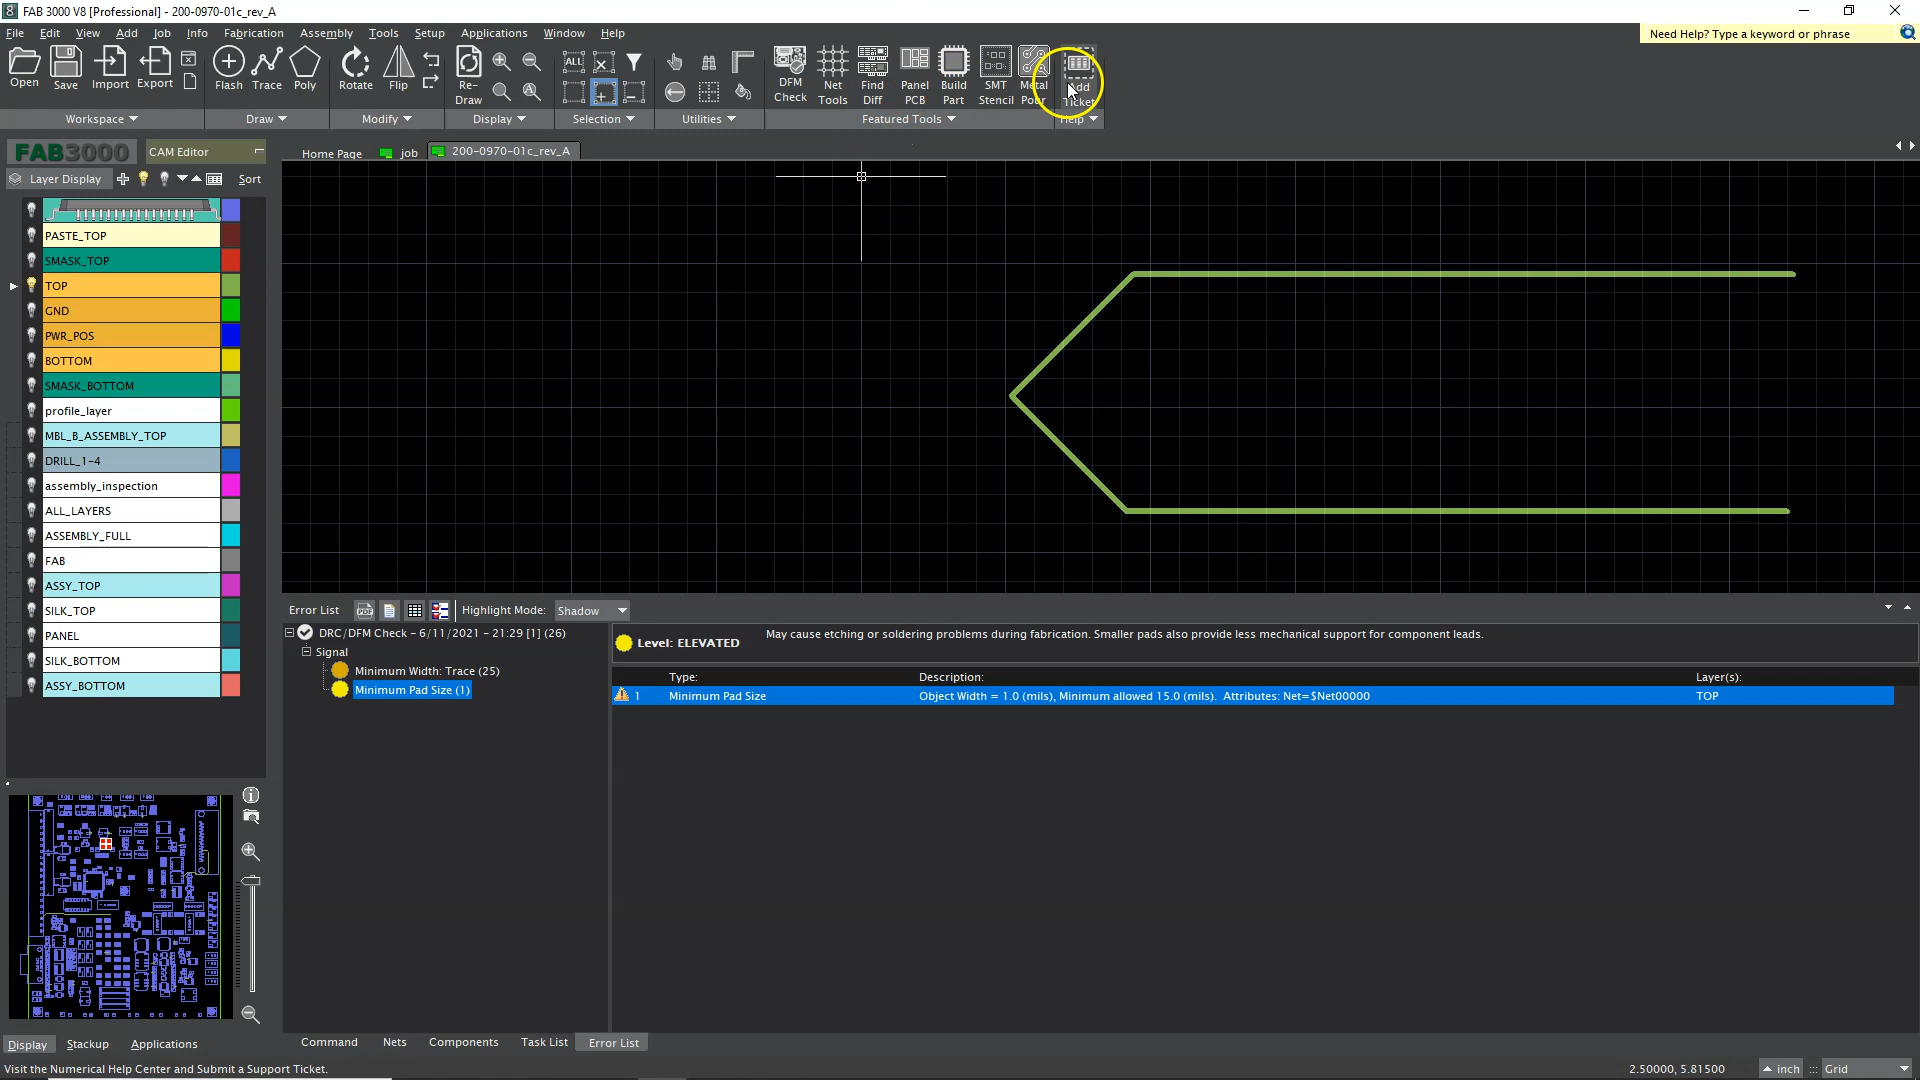 FAB 3000 V8 [Professional] - 200-0970-01c_rev_A
File Edit View Add Job Info Fabrication Assembly Tools Setup Applications Window Help
Need Help? Type a keyword or phrase
Open Save Import Export Flash Trace Poly Rotate Flip Re-Draw ALL DFM Check Net Tools Find Diff Panel PCB Build Part SMT Stencil Metal Pour Add Ticket
Workspace Draw Modify Display Selection Utilities Featured Tools Help
FAB3000 CAM Editor
Home Page job 200-0970-01c_rev_A
Layer Display Sort
PASTE_TOP
SMASK_TOP
TOP
GND
PWR_POS
BOTTOM
SMASK_BOTTOM
profile_layer
MBL_B_ASSEMBLY_TOP
DRILL_1-4
assembly_inspection
ALL_LAYERS
ASSEMBLY_FULL
FAB
ASSY_TOP
SILK_TOP
PANEL
SILK_BOTTOM
ASSY_BOTTOM
Error List PDF Highlight Mode: Shadow
DRC/DFM Check - 6/11/2021 - 21:29 [1] (26)
Signal
Minimum Width: Trace (25)
Minimum Pad Size (1)
Level: ELEVATED May cause etching or soldering problems during fabrication. Smaller pads also provide less mechanical support for component leads.
Type: Description: Layer(s):
1 Minimum Pad Size Object Width = 1.0 (mils), Minimum allowed 15.0 (mils). Attributes: Net=$Net00000 TOP
Display Stackup Applications
Command Nets Components Task List Error List
Visit the Numerical Help Center and Submit a Support Ticket.
2.50000, 5.81500 inch Grid